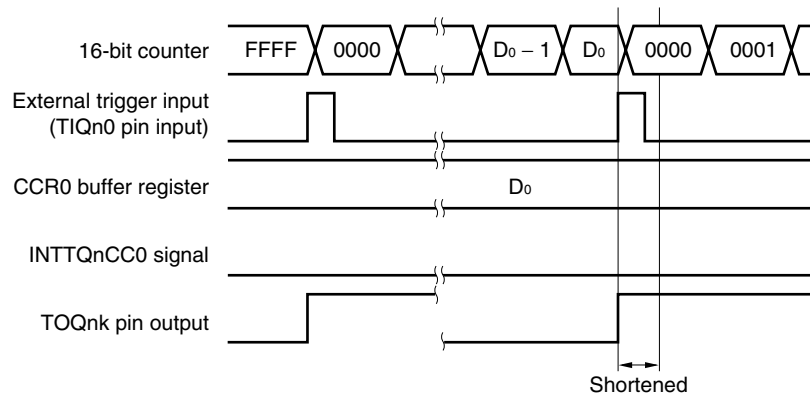 16-bit counter FFFF 0000 D0 − 1 D0 0000 0001
External trigger input
(TIQn0 pin input)
CCR0 buffer register D0
INTTQnCC0 signal
TOQnk pin output
Shortened